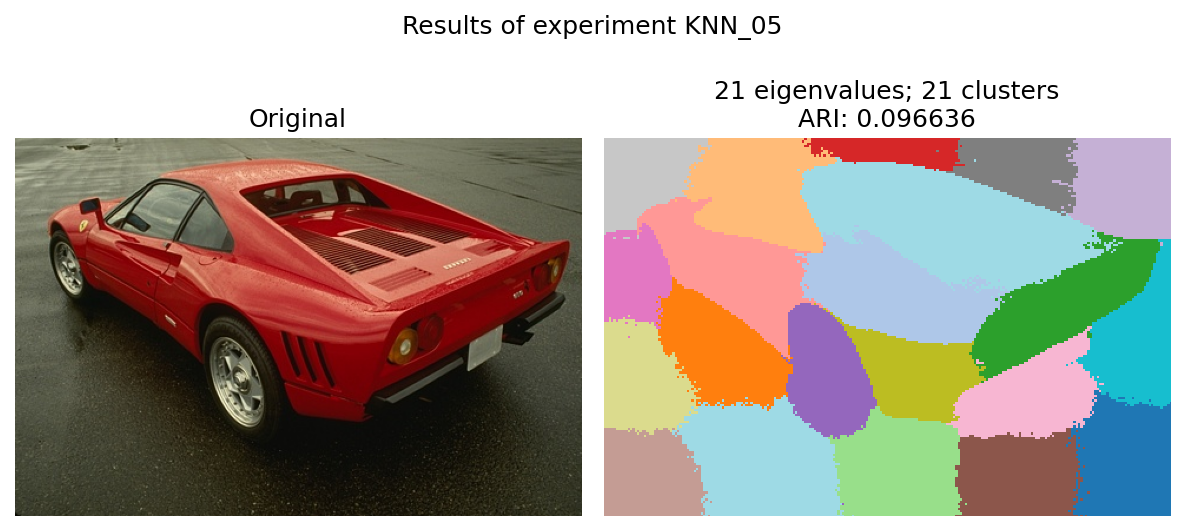 Results of experiment KNN_05
Original
21 eigenvalues; 21 clusters
ARI: 0.096636